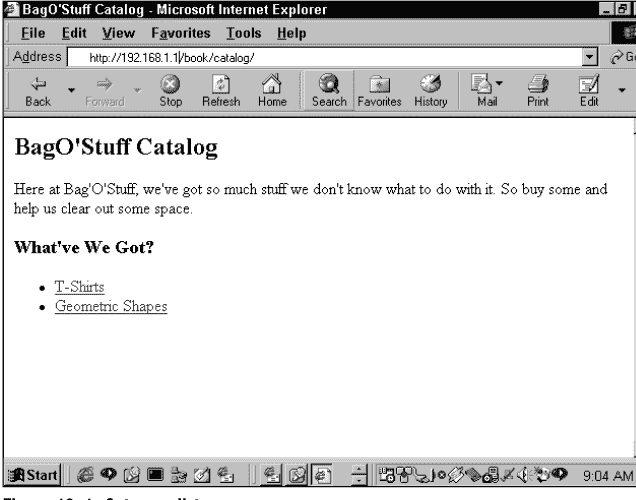 BagO'Stuff Catalog - Microsoft Internet Explorer
File Edit View Favorites Tools Help
Address http://192.168.1.1/book/catalog/
Back Forward Stop Refresh Home Search Favorites History Mail Print Edit
BagO'Stuff Catalog
Here at Bag'O'Stuff, we've got so much stuff we don't know what to do with it. So buy some and
help us clear out some space.
What've We Got?
• T-Shirts
• Geometric Shapes
Start 9:04 AM